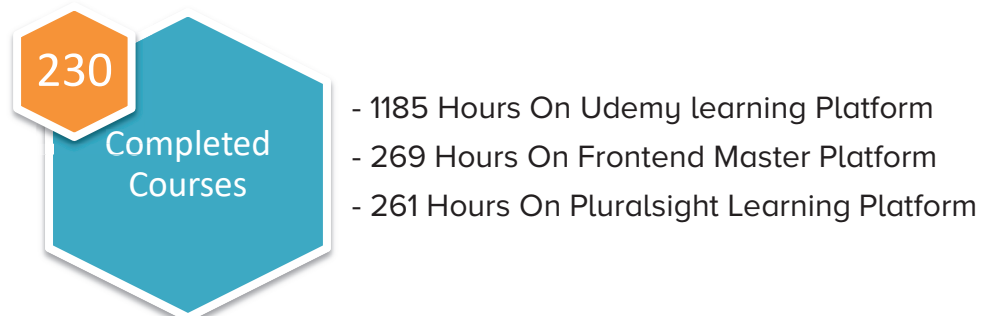 230
Completed
Courses
- 1185 Hours On Udemy learning Platform
- 269 Hours On Frontend Master Platform
- 261 Hours On Pluralsight Learning Platform